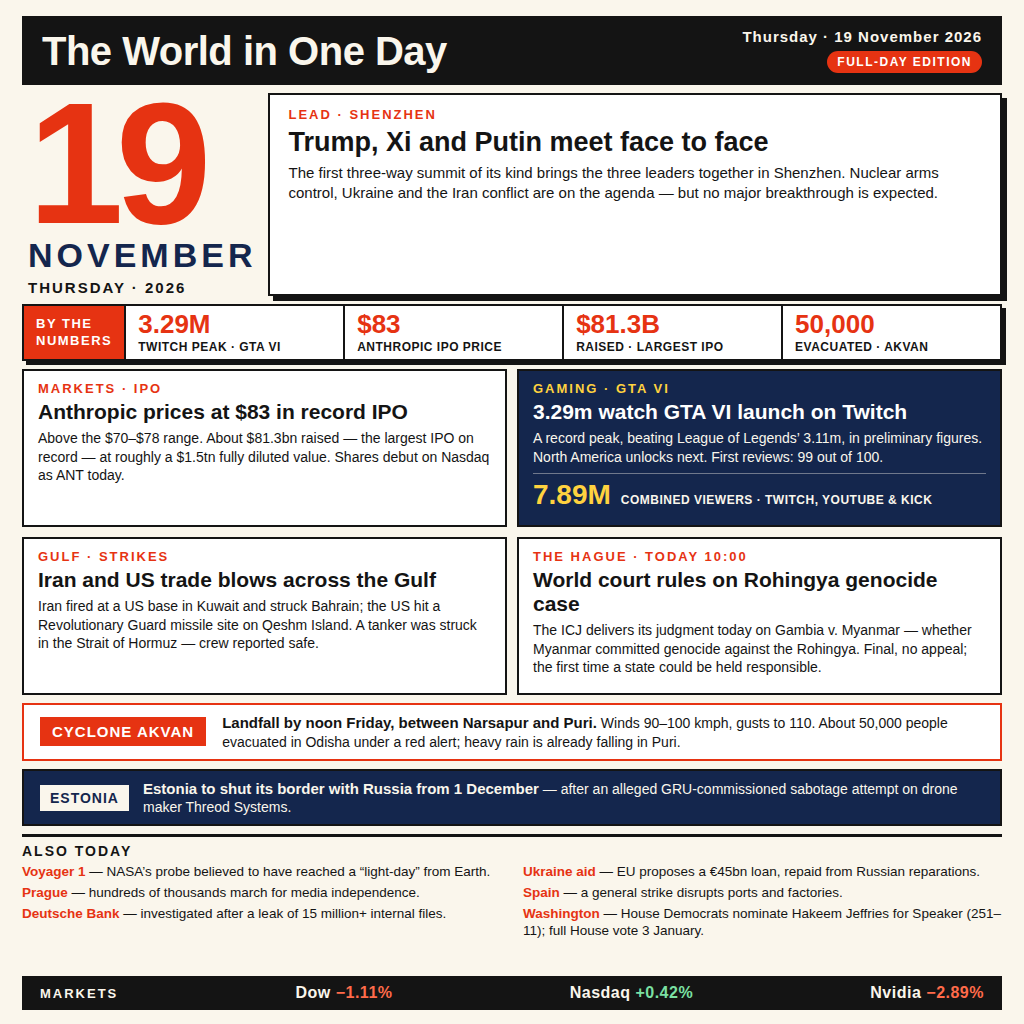 The World in One Day
Thursday · 19 November 2026
FULL-DAY EDITION
19
NOVEMBER
THURSDAY · 2026
LEAD · SHENZHEN
Trump, Xi and Putin meet face to face
The first three-way summit of its kind brings the three leaders together in Shenzhen. Nuclear arms
control, Ukraine and the Iran conflict are on the agenda — but no major breakthrough is expected.
BY THE
NUMBERS
3.29M
TWITCH PEAK · GTA VI
$83
ANTHROPIC IPO PRICE
$81.3B
RAISED · LARGEST IPO
50,000
EVACUATED · AKVAN
MARKETS · IPO
Anthropic prices at $83 in record IPO
Above the $70–$78 range. About $81.3bn raised — the largest IPO on
record — at roughly a $1.5tn fully diluted value. Shares debut on Nasdaq
as ANT today.
GAMING · GTA VI
3.29m watch GTA VI launch on Twitch
A record peak, beating League of Legends’ 3.11m, in preliminary figures.
North America unlocks next. First reviews: 99 out of 100.
7.89M COMBINED VIEWERS · TWITCH, YOUTUBE & KICK
GULF · STRIKES
Iran and US trade blows across the Gulf
Iran fired at a US base in Kuwait and struck Bahrain; the US hit a
Revolutionary Guard missile site on Qeshm Island. A tanker was struck
in the Strait of Hormuz — crew reported safe.
THE HAGUE · TODAY 10:00
World court rules on Rohingya genocide
case
The ICJ delivers its judgment today on Gambia v. Myanmar — whether
Myanmar committed genocide against the Rohingya. Final, no appeal;
the first time a state could be held responsible.
CYCLONE AKVAN
Landfall by noon Friday, between Narsapur and Puri. Winds 90–100 kmph, gusts to 110. About 50,000 people
evacuated in Odisha under a red alert; heavy rain is already falling in Puri.
ESTONIA
Estonia to shut its border with Russia from 1 December — after an alleged GRU-commissioned sabotage attempt on drone
maker Threod Systems.
ALSO TODAY
Voyager 1 — NASA’s probe believed to have reached a “light-day” from Earth.
Prague — hundreds of thousands march for media independence.
Deutsche Bank — investigated after a leak of 15 million+ internal files.
Ukraine aid — EU proposes a €45bn loan, repaid from Russian reparations.
Spain — a general strike disrupts ports and factories.
Washington — House Democrats nominate Hakeem Jeffries for Speaker (251–
11); full House vote 3 January.
MARKETS
Dow −1.11%
Nasdaq +0.42%
Nvidia −2.89%